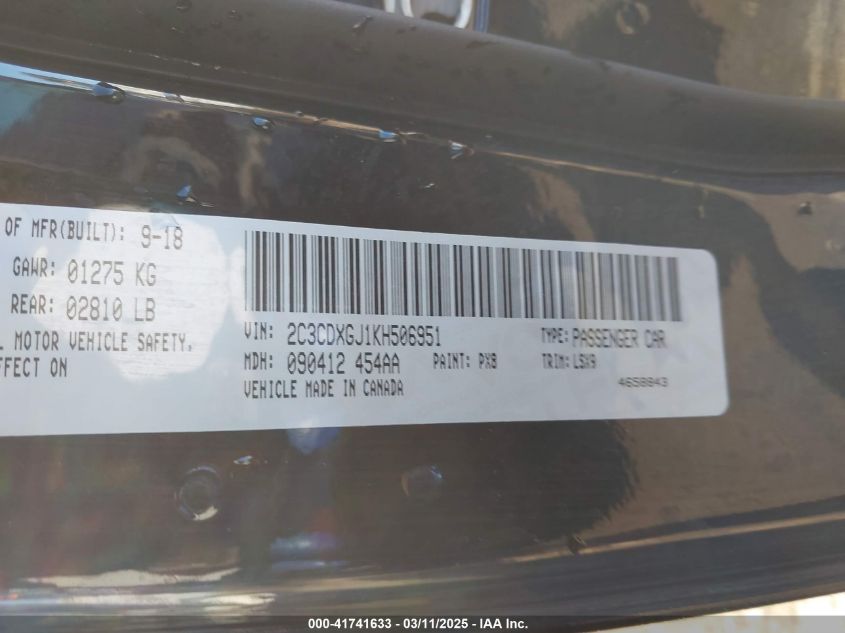 OF MFR(BUILT): 9-18
GAWR: 01275 KG
REAR: 02810 LB
MOTOR VEHICLE SAFETY.
EFFECT ON
VIN: 2C3CDXGJ1KH506951 TYPE: PASSENGER CAR
MDH: 090412 454AA PAINT: PX8 TRIM: LSX9
VEHICLE MADE IN CANADA
4658843
000-41741633 - 03/11/2025 - IAA Inc.